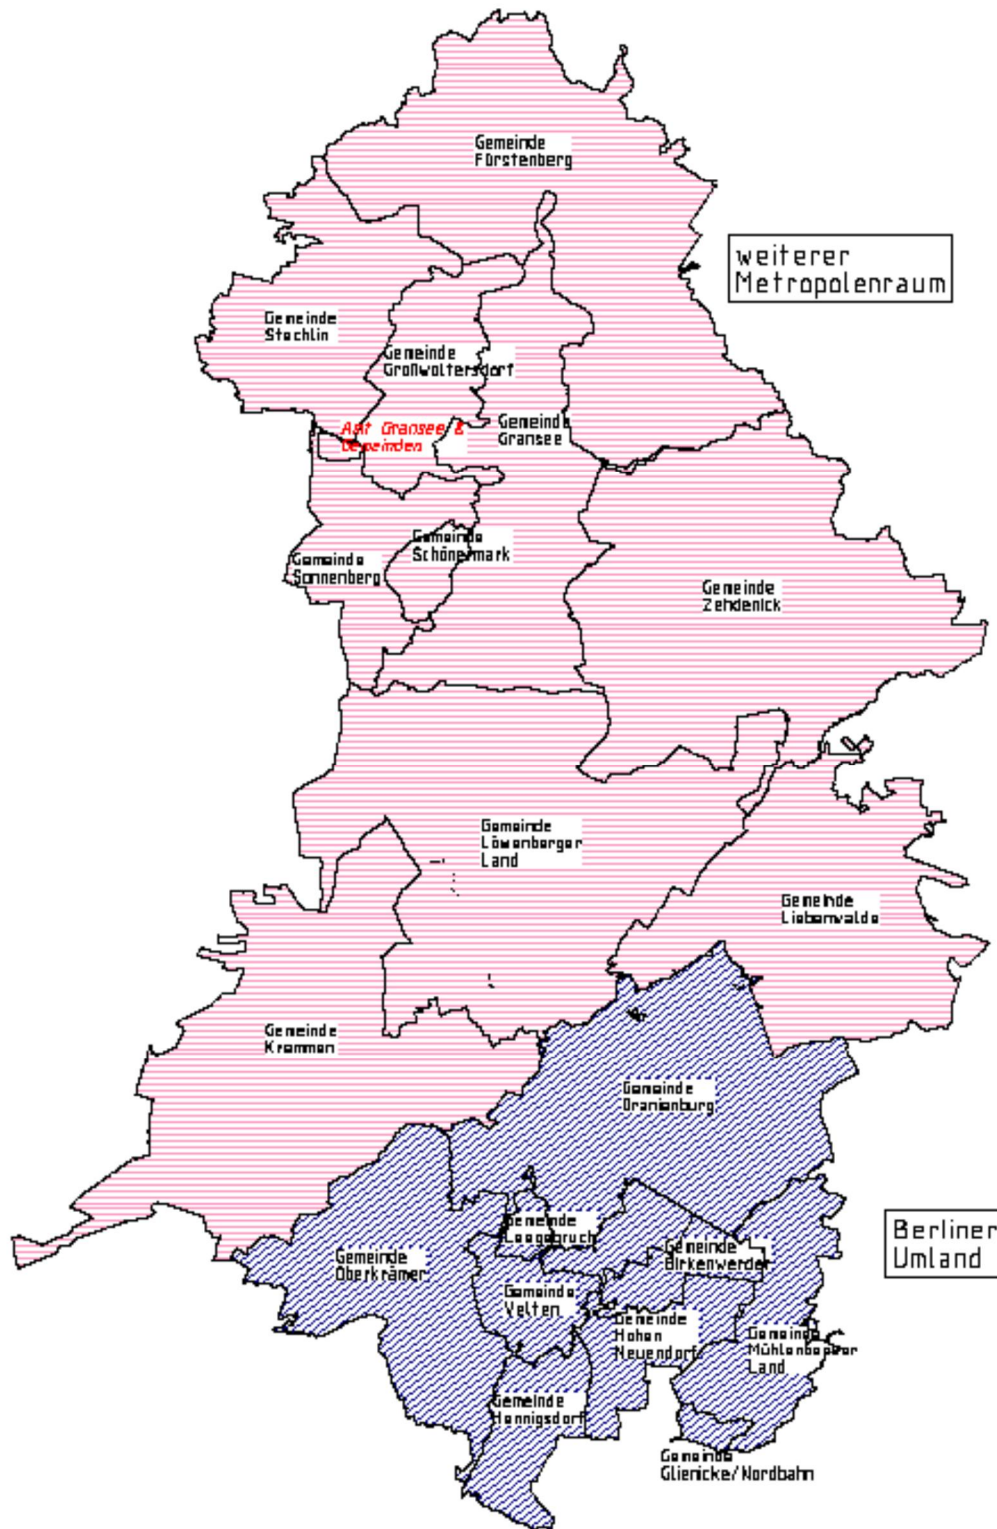 Gemeinde
Fürstenberg
weiterer
Metropolenraum
Gemeinde
Stechlin
Gemeinde
Großwoltersdorf
Amt Gransee &
Gemeinden
Gemeinde
Gransee
Gemeinde
Schönermark
Gemeinde
Sonnenberg
Gemeinde
Zehdenick
Gemeinde
Löwenberger
Land
Gemeinde
Liebenwalde
Gemeinde
Kremmen
Gemeinde
Oranienburg
Berliner
Umland
Gemeinde
Leegebruch
Gemeinde
Birkenwerder
Gemeinde
Oberkrämer
Gemeinde
Velten
Gemeinde
Hohen
Neuendorf
Gemeinde
Mühlenbecker
Land
Gemeinde
Hennigsdorf
Gemeinde
Glienicke/Nordbahn